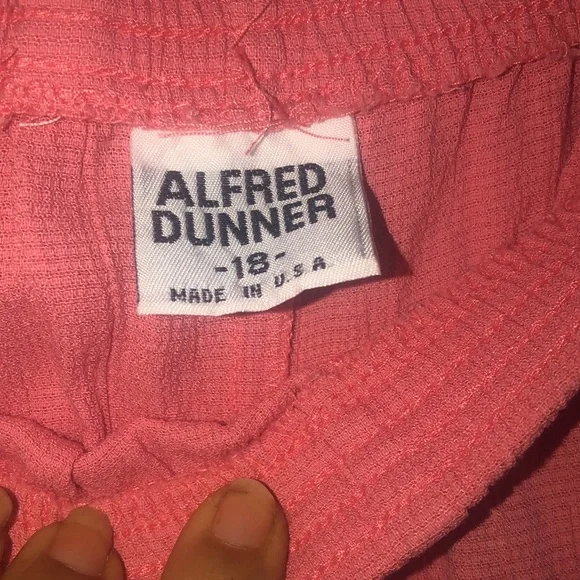 ALFRED
DUNNER
-18-
MADE IN U.S.A